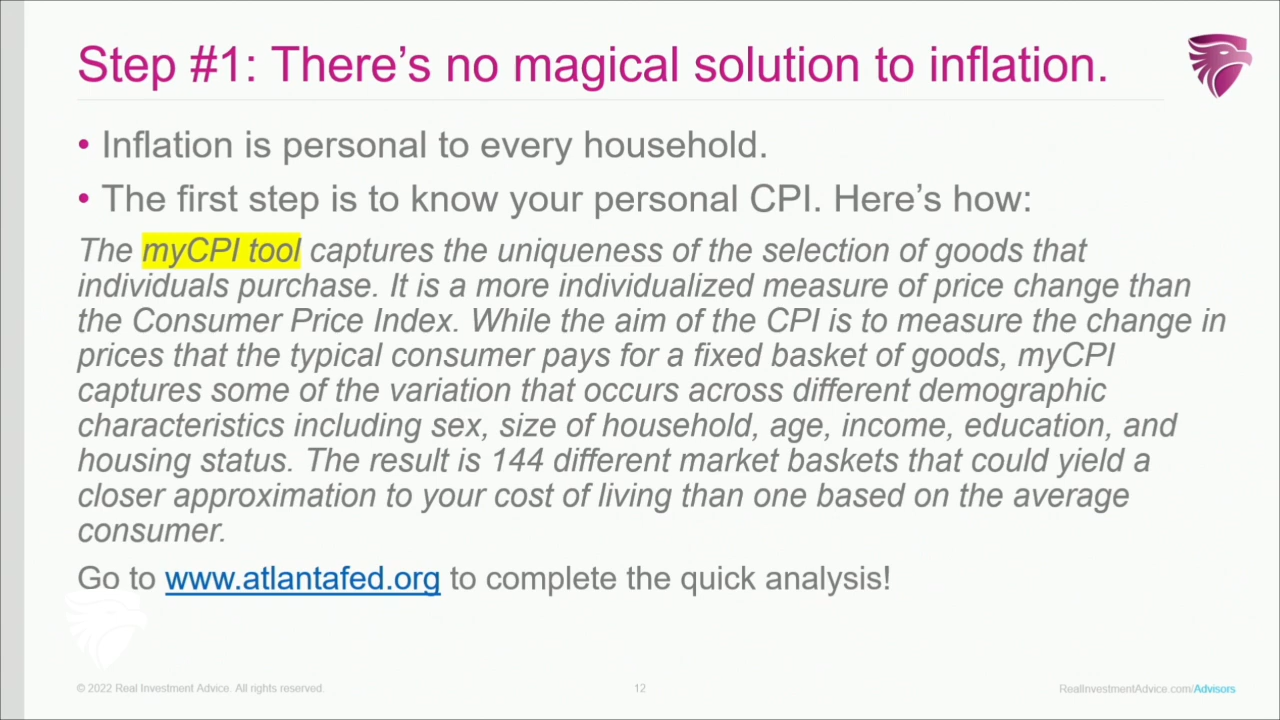 Step #1: There’s no magical solution to inflation.
• Inflation is personal to every household.
• The first step is to know your personal CPI. Here’s how:
The myCPI tool captures the uniqueness of the selection of goods that
individuals purchase. It is a more individualized measure of price change than
the Consumer Price Index. While the aim of the CPI is to measure the change in
prices that the typical consumer pays for a fixed basket of goods, myCPI
captures some of the variation that occurs across different demographic
characteristics including sex, size of household, age, income, education, and
housing status. The result is 144 different market baskets that could yield a
closer approximation to your cost of living than one based on the average
consumer.
Go to www.atlantafed.org to complete the quick analysis!
© 2022 Real Investment Advice. All rights reserved.
12
RealInvestmentAdvice.com/Advisors